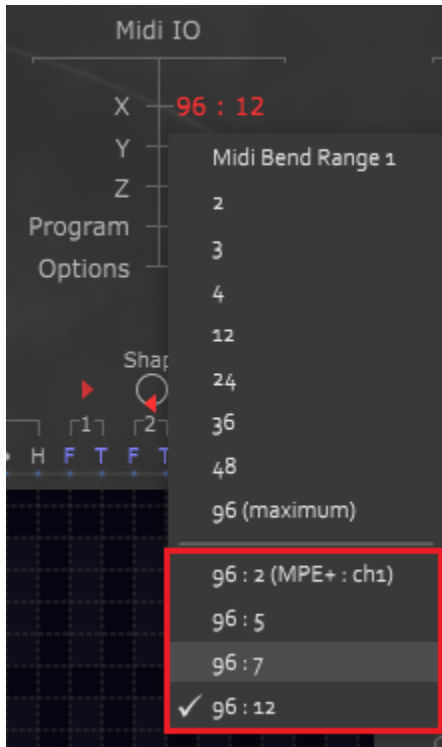 Midi IO
X 96 : 12
Y
Midi Bend Range 1
Z
2
Program
3
Options
4
12
24
36
48
96 (maximum)
96 : 2 (MPE+ : ch1)
96 : 5
96 : 7
✓ 96 : 12
Shap
1 2
H F T F T